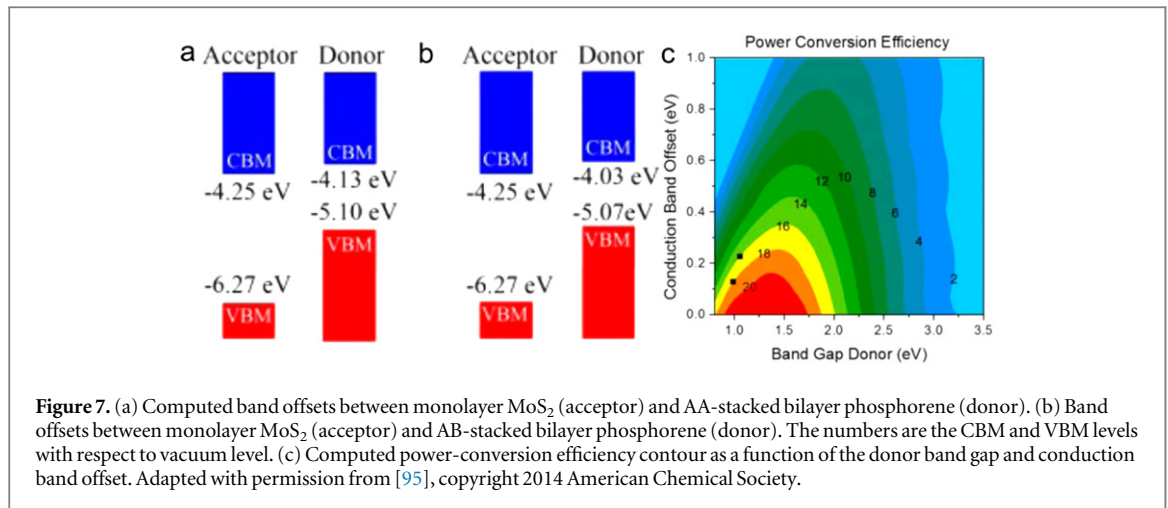 a Acceptor Donor
CBM
CBM
-4.25 eV
-4.13 eV
-5.10 eV
VBM
-6.27 eV
VBM
b Acceptor Donor
CBM
CBM
-4.25 eV
-4.03 eV
-5.07eV
VBM
-6.27 eV
VBM
c
Power Conversion Efficiency
Conduction Band Offset (eV)
1.0
0.8
0.6
0.4
0.2
0.0
12 10
8
14
6
16
4
18
2
20
1.0 1.5 2.0 2.5 3.0 3.5
Band Gap Donor (eV)
Figure 7. (a) Computed band offsets between monolayer MoS₂ (acceptor) and AA-stacked bilayer phosphorene (donor). (b) Band
offsets between monolayer MoS₂ (acceptor) and AB-stacked bilayer phosphorene (donor). The numbers are the CBM and VBM levels
with respect to vacuum level. (c) Computed power-conversion efficiency contour as a function of the donor band gap and conduction
band offset. Adapted with permission from [95], copyright 2014 American Chemical Society.